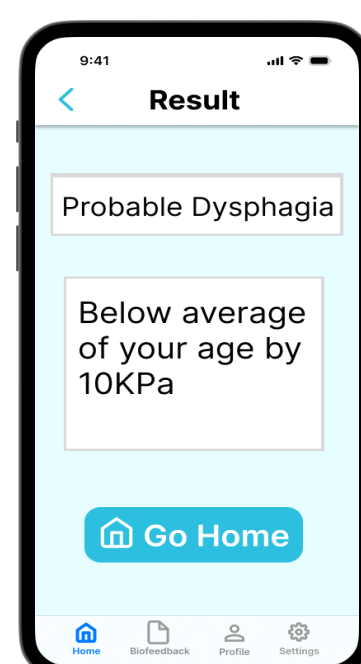 9:41
Result
Probable Dysphagia
Below average
of your age by
10KPa
Go Home
Home Biofeedback Profile Settings